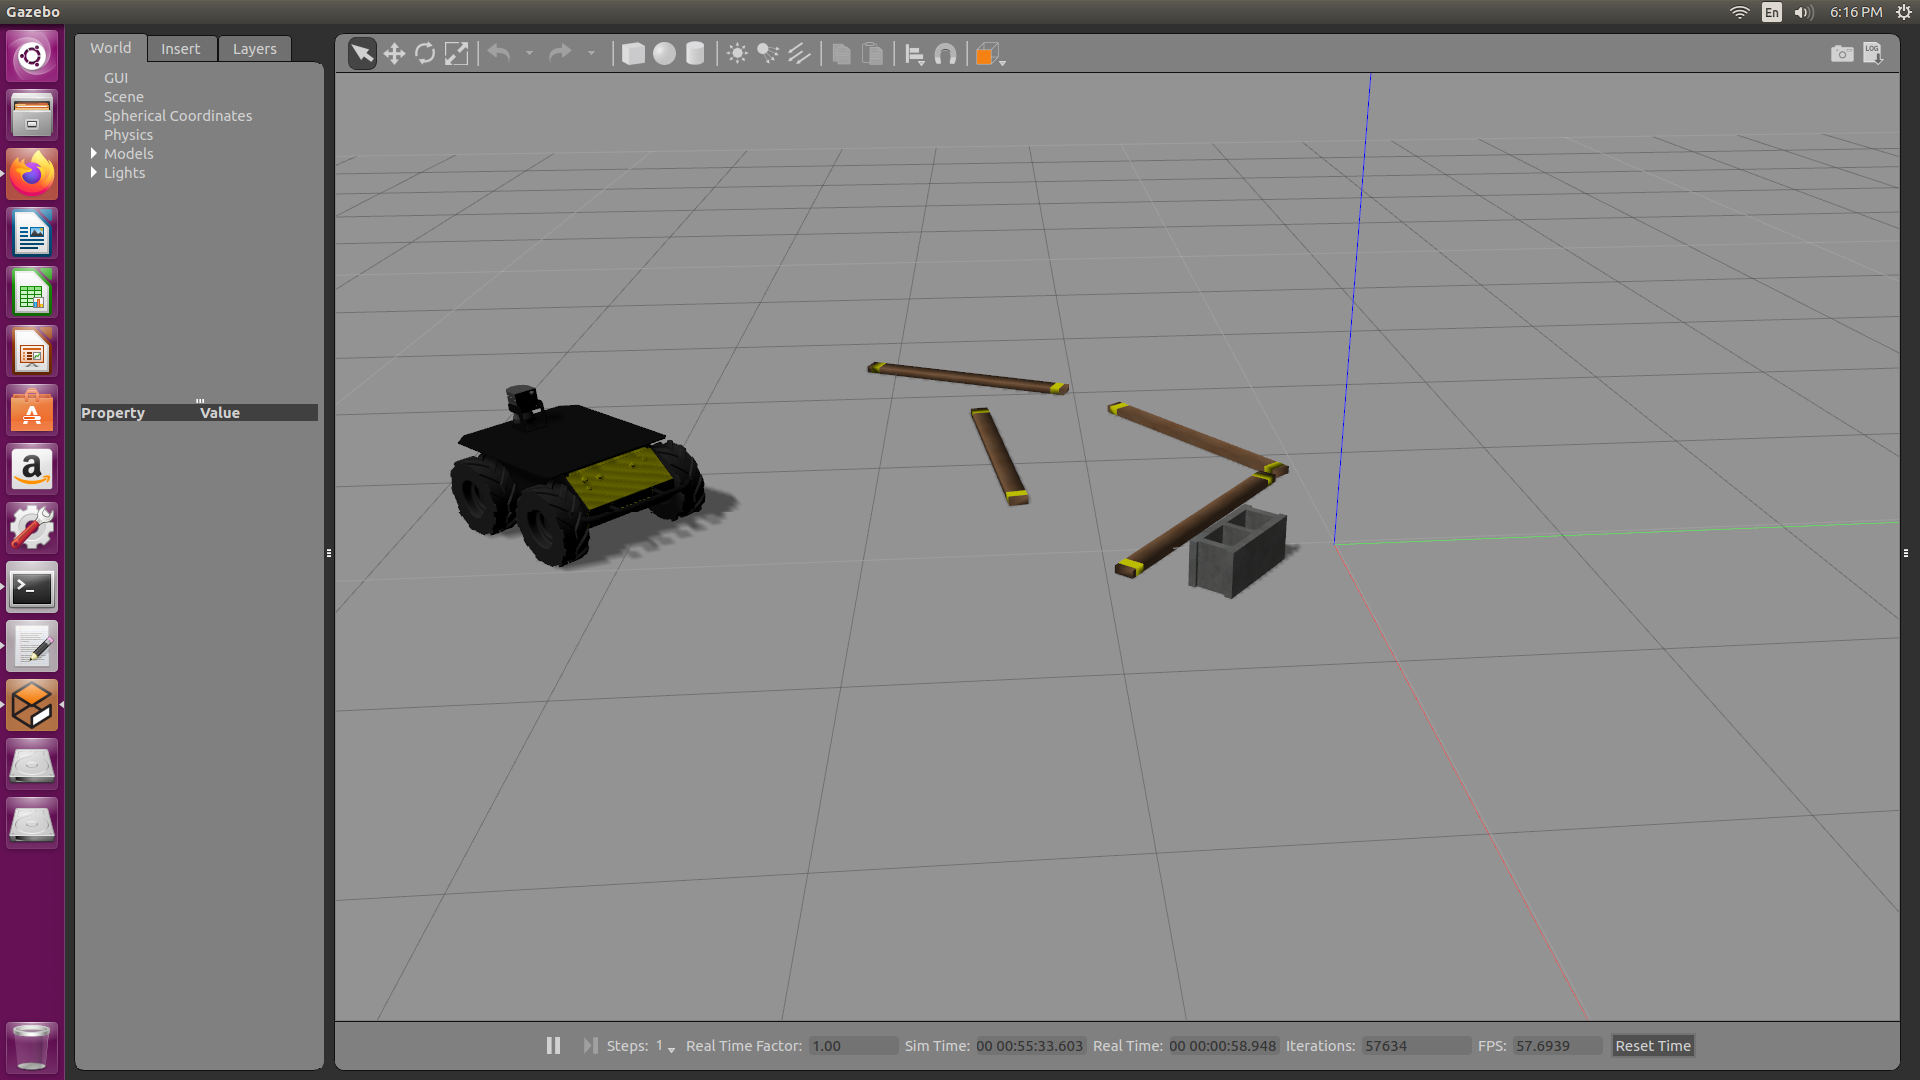 Gazebo
En
6:16 PM
World Insert Layers
LOG
GUI
Scene
Spherical Coordinates
Physics
Models
Lights
Property Value
Steps: 1 Real Time Factor: 1.00 Sim Time: 00 00:55:33.603 Real Time: 00 00:00:58.948 Iterations: 57634 FPS: 57.6939 Reset Time